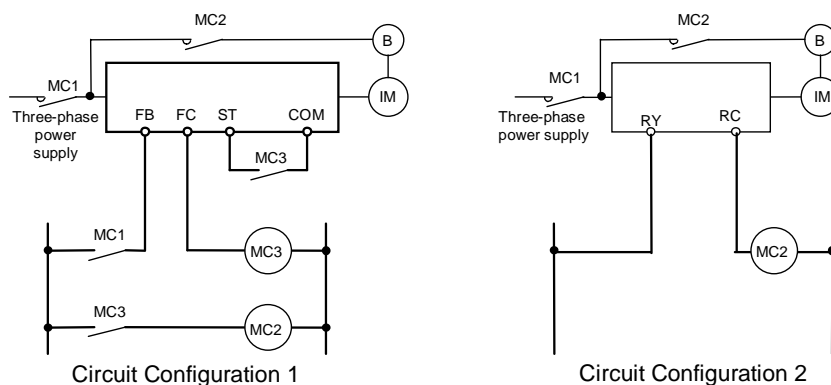 MC2
B
MC1
IM
Three-phase
power
supply
FB FC ST COM
MC3
MC1
MC3
MC3
MC2
Circuit Configuration 1
MC2
B
MC1
IM
Three-phase
power supply
RY RC
MC2
Circuit Configuration 2